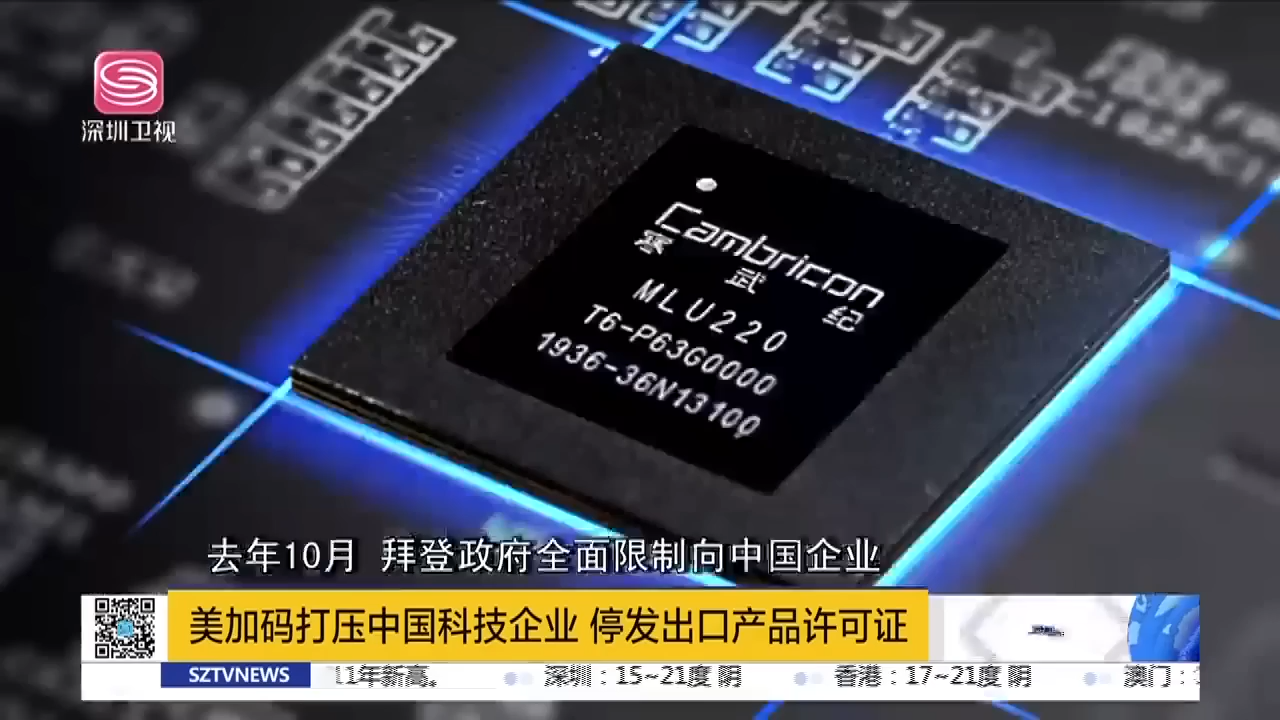 深圳卫视
Cambricon
寒武纪
MLU220
T6-P63G0000
1936-36N13100
去年10月 拜登政府全面限制向中国企业
美加码打压中国科技企业 停发出口产品许可证
SZTVNEWS
11年新高。 深圳：15~21度 阴 香港：17~21度 阴 澳门：